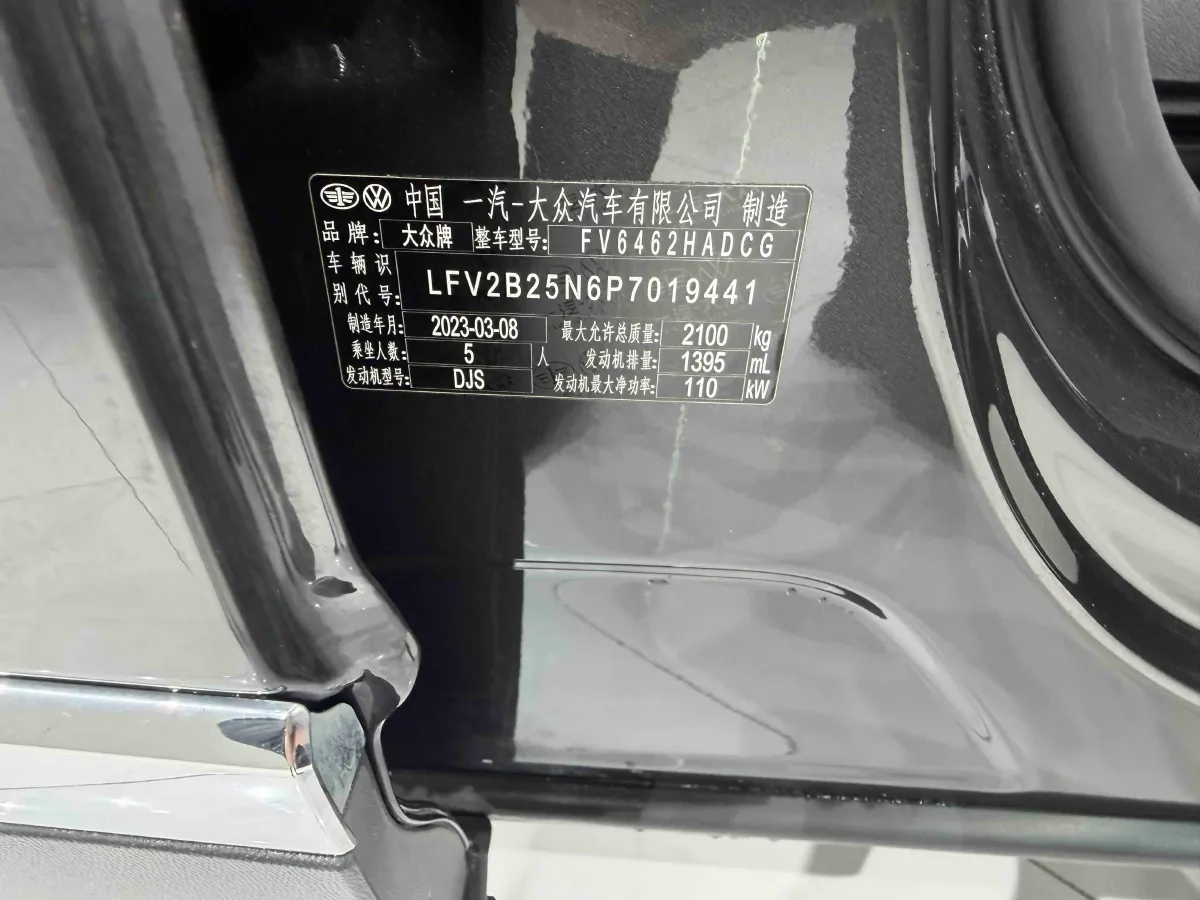 中国 一汽-大众汽车有限公司 制造
品牌: 大众牌 整车型号: FV6462HADCG
车辆识别代号: LFV2B25N6P7019441
制造年月: 2023-03-08 最大允许总质量: 2100 kg
乘坐人数: 5 人 发动机排量: 1395 mL
发动机型号: DJS 发动机最大净功率: 110 kW